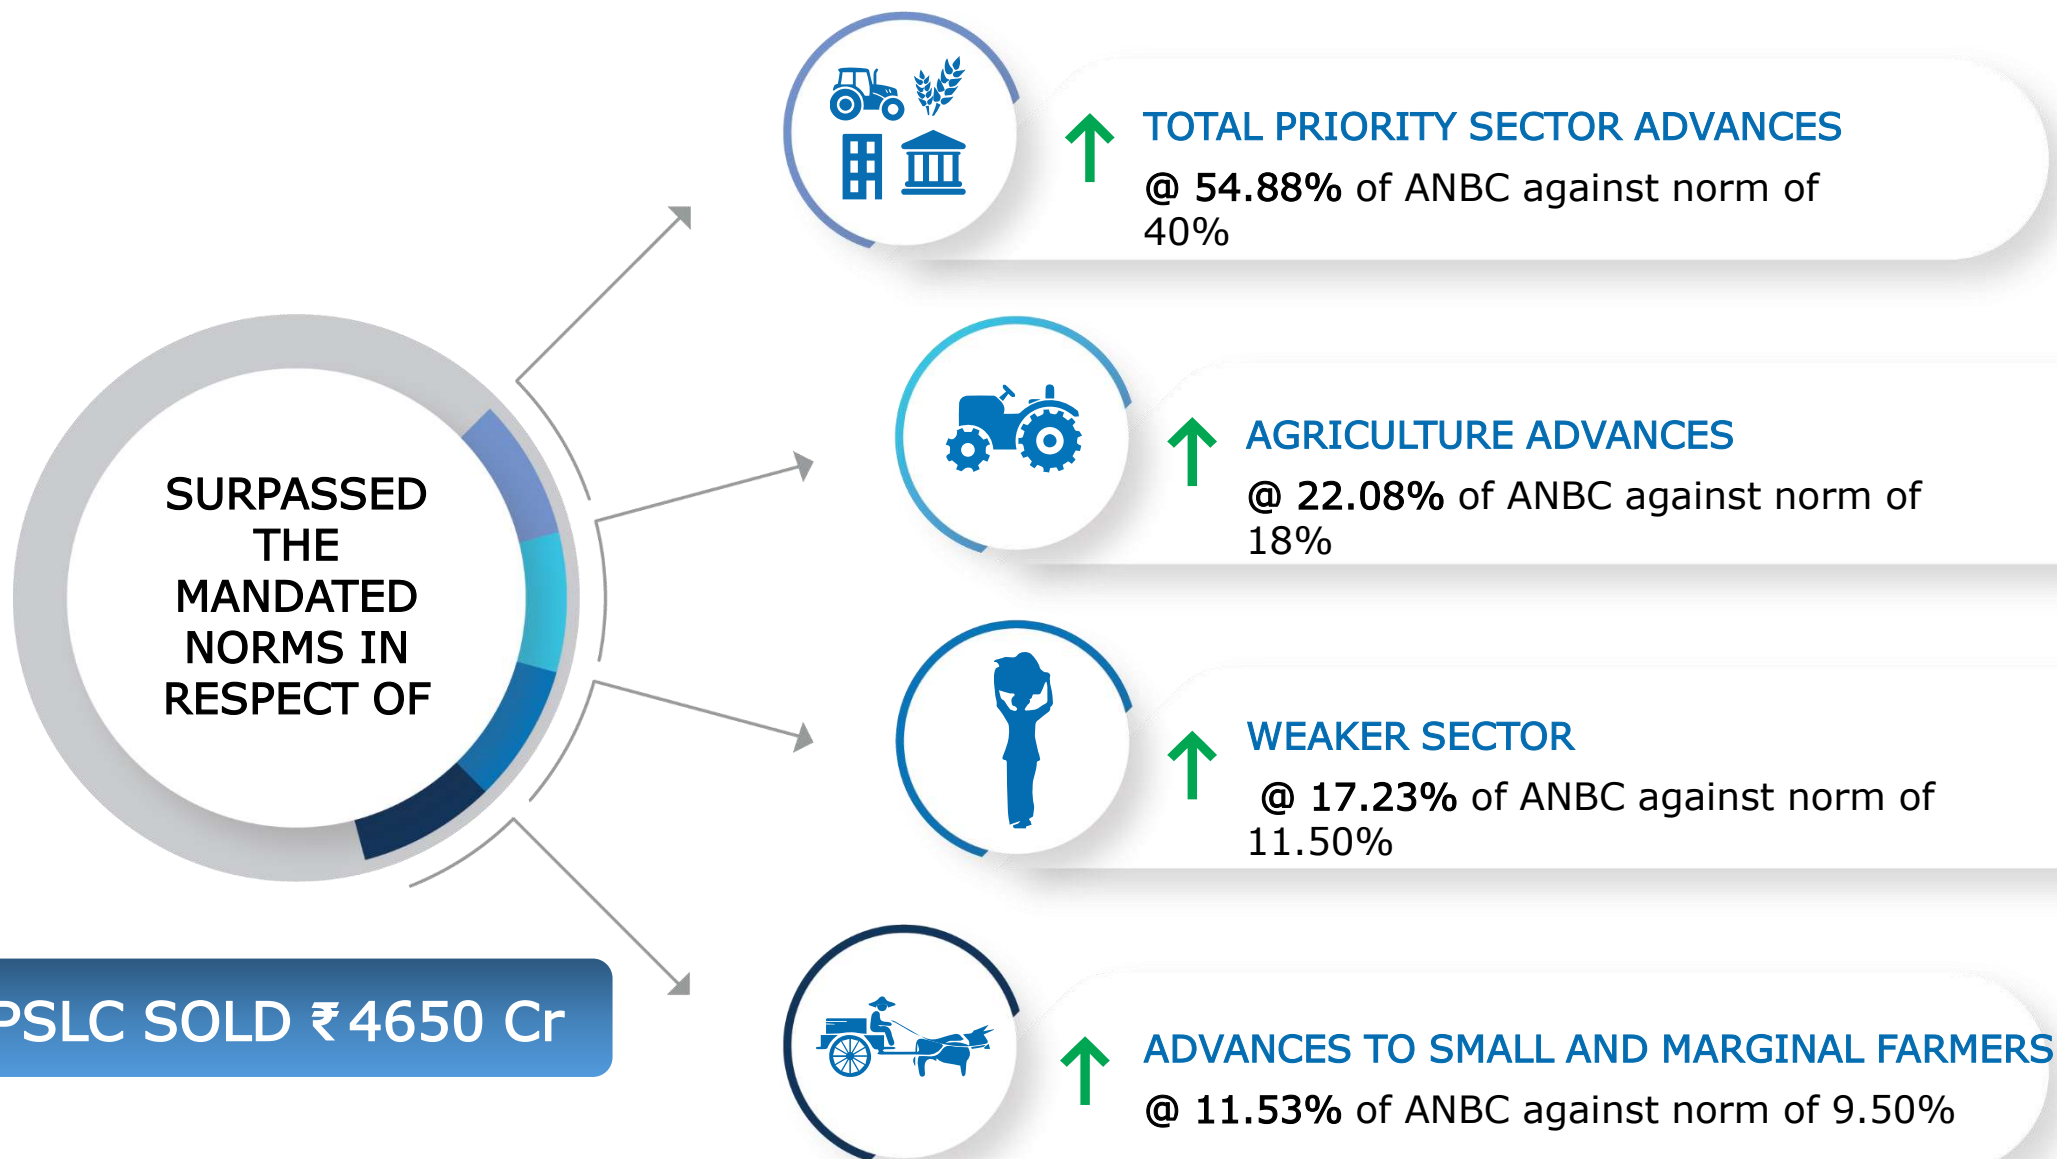 SURPASSED
THE
MANDATED
NORMS IN
RESPECT OF
PSLC SOLD ₹4650 Cr
TOTAL PRIORITY SECTOR ADVANCES
@ 54.88% of ANBC against norm of
40%
AGRICULTURE ADVANCES
@ 22.08% of ANBC against norm of
18%
WEAKER SECTOR
@ 17.23% of ANBC against norm of
11.50%
ADVANCES TO SMALL AND MARGINAL FARMERS
@ 11.53% of ANBC against norm of 9.50%